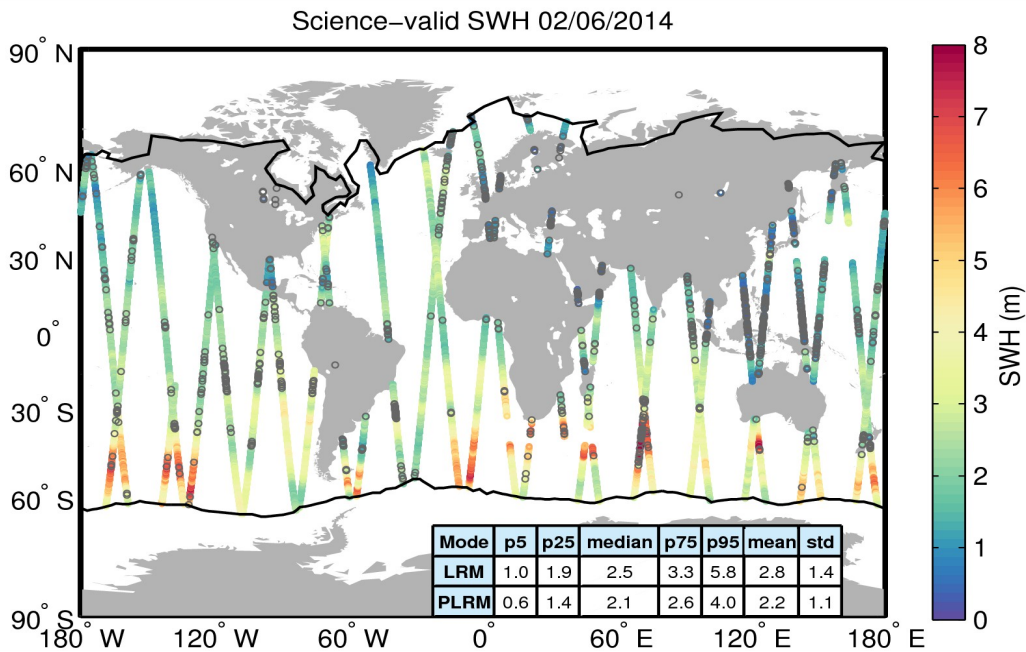 Science−valid SWH 02/06/2014
90° N
60° N
30° N
0°
30° S
60° S
90° S
180° W
120° W
60° W
0°
60° E
120° E
180° E
Mode p5 p25 median p75 p95 mean std
LRM 1.0 1.9 2.5 3.3 5.8 2.8 1.4
PLRM 0.6 1.4 2.1 2.6 4.0 2.2 1.1
8
7
6
5
4
3
2
1
0
SWH (m)